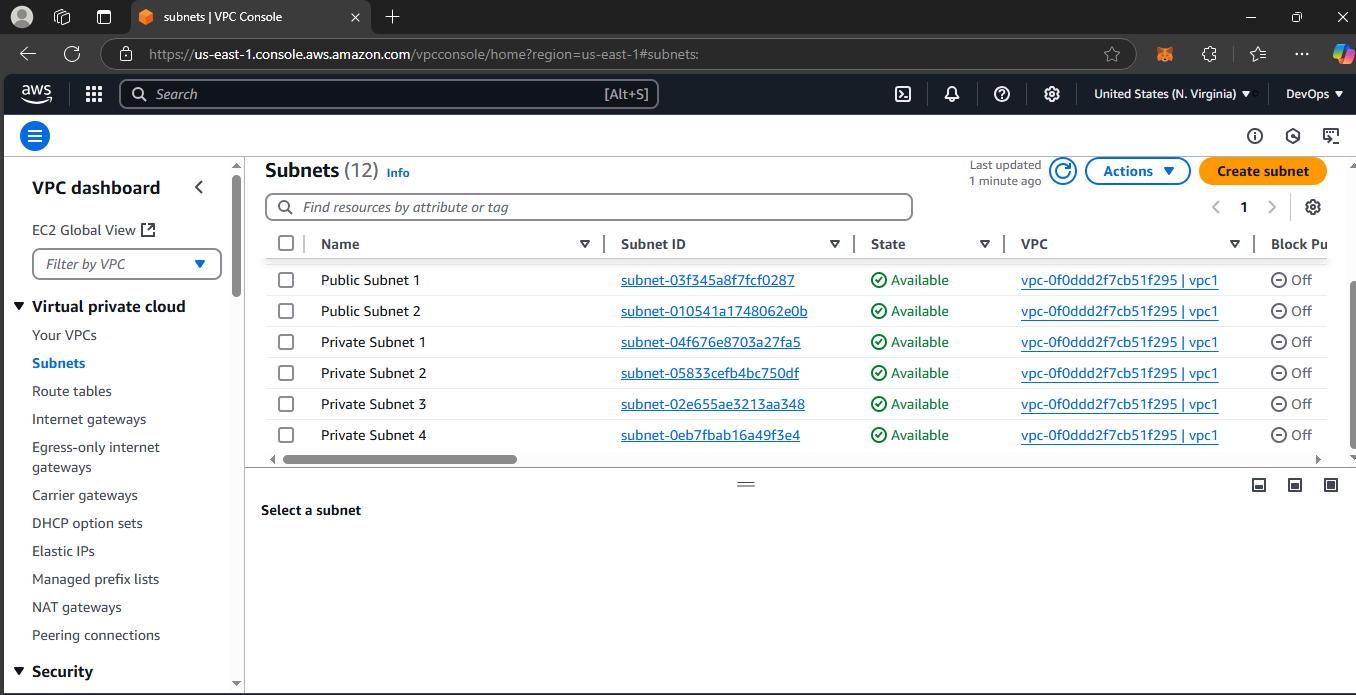 subnets | VPC Console
https://us-east-1.console.aws.amazon.com/vpcconsole/home?region=us-east-1#subnets:
aws
Search [Alt+S]
United States (N. Virginia)
DevOps
VPC dashboard
EC2 Global View
Filter by VPC
Virtual private cloud
Your VPCs
Subnets
Route tables
Internet gateways
Egress-only internet
gateways
Carrier gateways
DHCP option sets
Elastic IPs
Managed prefix lists
NAT gateways
Peering connections
Security
Subnets (12) Info
Last updated
1 minute ago
Actions
Create subnet
Find resources by attribute or tag
1
Name Subnet ID State VPC Block Pu
Public Subnet 1 subnet-03f345a8f7fcf0287 Available vpc-0f0ddd2f7cb51f295 | vpc1 Off
Public Subnet 2 subnet-010541a1748062e0b Available vpc-0f0ddd2f7cb51f295 | vpc1 Off
Private Subnet 1 subnet-04f676e8703a27fa5 Available vpc-0f0ddd2f7cb51f295 | vpc1 Off
Private Subnet 2 subnet-05833cefb4bc750df Available vpc-0f0ddd2f7cb51f295 | vpc1 Off
Private Subnet 3 subnet-02e655ae3213aa348 Available vpc-0f0ddd2f7cb51f295 | vpc1 Off
Private Subnet 4 subnet-0eb7fbab16a49f3e4 Available vpc-0f0ddd2f7cb51f295 | vpc1 Off
Select a subnet